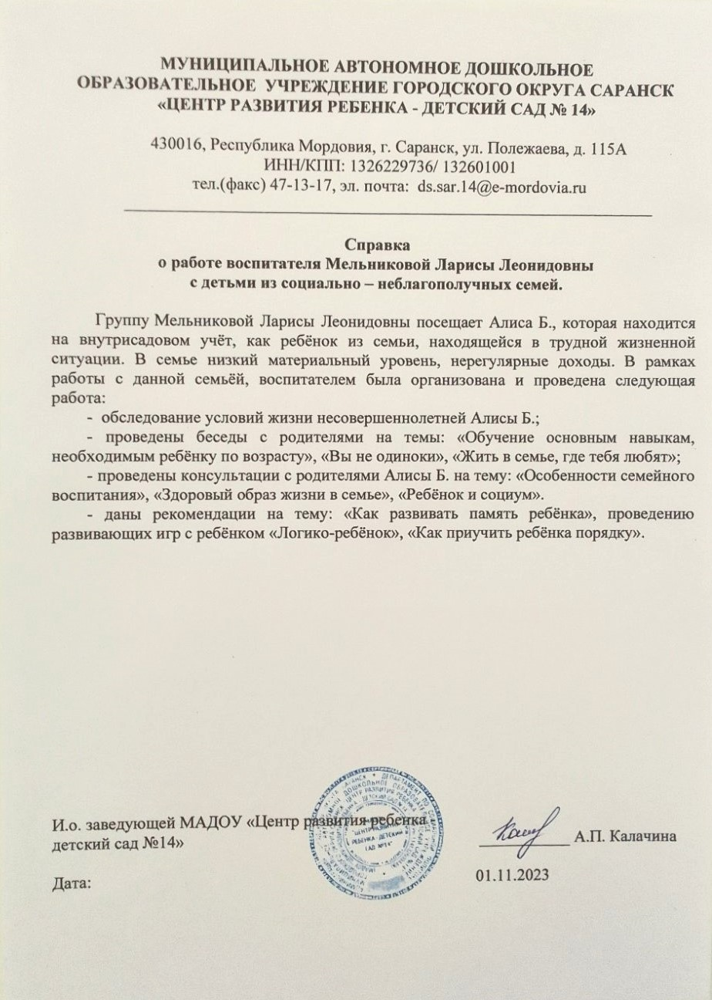 МУНИЦИПАЛЬНОЕ АВТОНОМНОЕ ДОШКОЛЬНОЕ
ОБРАЗОВАТЕЛЬНОЕ УЧРЕЖДЕНИЕ ГОРОДСКОГО ОКРУГА САРАНСК
«ЦЕНТР РАЗВИТИЯ РЕБЕНКА - ДЕТСКИЙ САД № 14»
430016, Республика Мордовия, г. Саранск, ул. Полежаева, д. 115А
ИНН/КПП: 1326229736/ 132601001
тел.(факс) 47-13-17, эл. почта: ds.sar.14@e-mordovia.ru
Справка
о работе воспитателя Мельниковой Ларисы Леонидовны
с детьми из социально – неблагополучных семей.
Группу Мельниковой Ларисы Леонидовны посещает Алиса Б., которая находится
на внутрисадовом учёт, как ребёнок из семьи, находящейся в трудной жизненной
ситуации. В семье низкий материальный уровень, нерегулярные доходы. В рамках
работы с данной семьёй, воспитателем была организована и проведена следующая
работа:
- обследование условий жизни несовершеннолетней Алисы Б.;
- проведены беседы с родителями на темы: «Обучение основным навыкам,
необходимым ребёнку по возрасту», «Вы не одиноки», «Жить в семье, где тебя любят»;
- проведены консультации с родителями Алисы Б. на тему: «Особенности семейного
воспитания», «Здоровый образ жизни в семье», «Ребёнок и социум».
- даны рекомендации на тему: «Как развивать память ребёнка», проведению
развивающих игр с ребёнком «Логико-ребёнок», «Как приучить ребёнка порядку».
И.о. заведующей МАДОУ «Центр развития ребенка
детский сад №14»
А.П. Калачина
Дата:
01.11.2023
"ЦЕНТР РАЗВИТИЯ
РЕБЕНКА - ДЕТСКИЙ
САД №14"